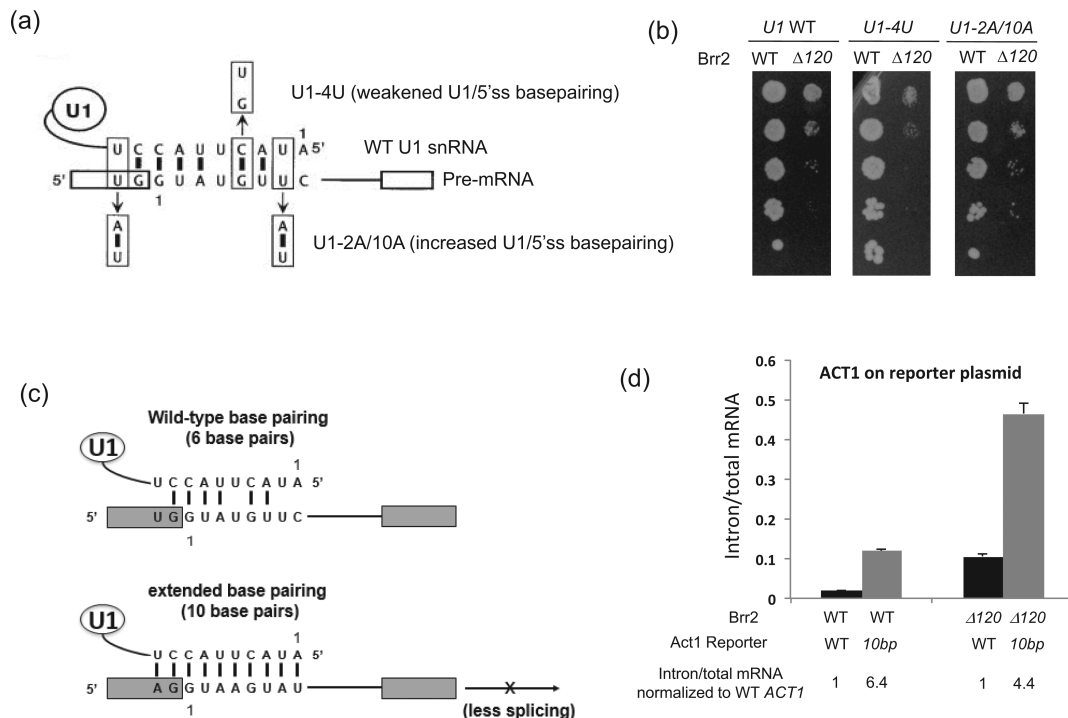 (a)
U
G
U1-4U (weakened U1/5'ss basepairing)
U1
1
U C C A U U C A U A 5'
WT U1 snRNA
5' U G G U A U G U U C
Pre-mRNA
1
A
U
A
U
U1-2A/10A (increased U1/5'ss basepairing)
(b)
U1 WT U1-4U U1-2A/10A
Brr2 WT Δ120 WT Δ120 WT Δ120
(c)
Wild-type base pairing
(6 base pairs)
U1
1
U C C A U U C A U A 5'
5' U G G U A U G U U C
1
extended base pairing
(10 base pairs)
U1
1
U C C A U U C A U A 5'
5' A G G U A A G U A U
1
X
(less splicing)
(d)
ACT1 on reporter plasmid
Intron/total mRNA
0.6
0.5
0.4
0.3
0.2
0.1
0
Brr2 WT WT Δ120 Δ120
Act1 Reporter WT 10bp WT 10bp
Intron/total mRNA
normalized to WT ACT1 1 6.4 1 4.4